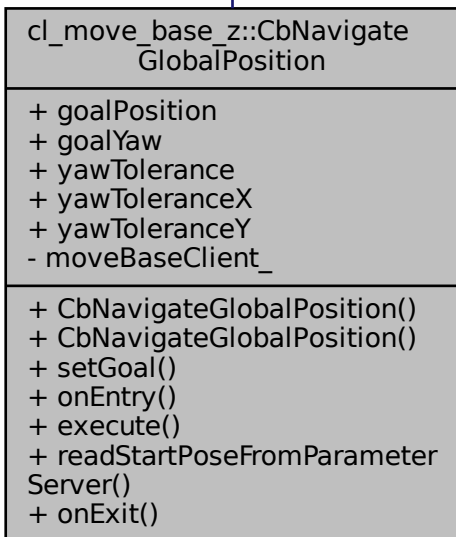 cl_move_base_z::CbNavigate
GlobalPosition
+ goalPosition
+ goalYaw
+ yawTolerance
+ yawToleranceX
+ yawToleranceY
- moveBaseClient_
+ CbNavigateGlobalPosition()
+ CbNavigateGlobalPosition()
+ setGoal()
+ onEntry()
+ execute()
+ readStartPoseFromParameter
Server()
+ onExit()